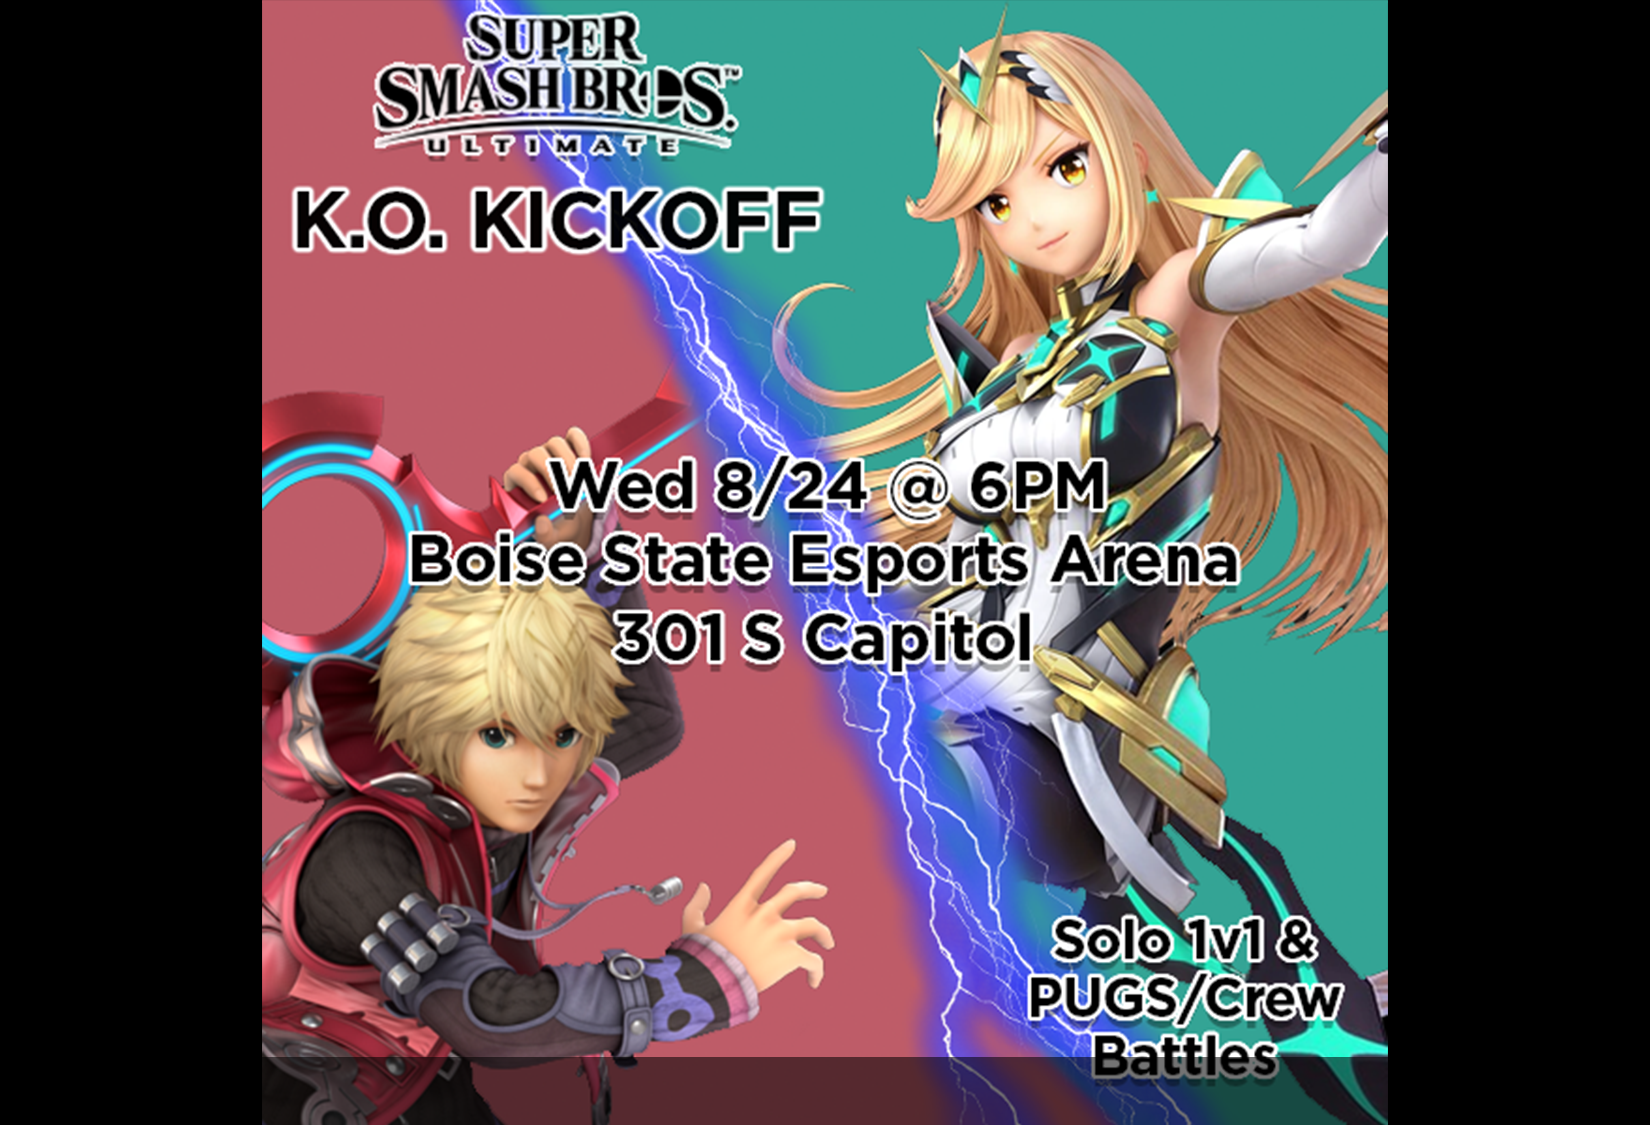 SUPER
SMASH BROS.™
ULTIMATE
K.O. KICKOFF
Wed 8/24 @ 6PM
Boise State Esports Arena
301 S Capitol
Solo 1v1 &
PUGS/Crew
Battles